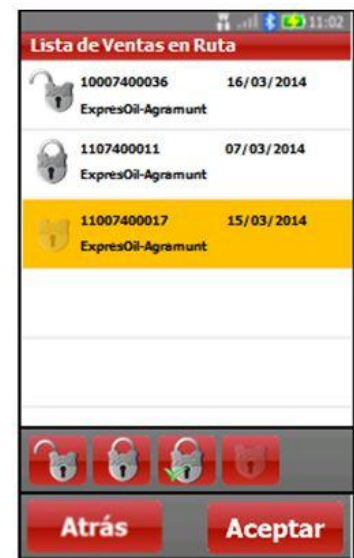 11:02
Lista de Ventas en Ruta
10007400036 16/03/2014
ExpresOil-Agramunt
1107400011 07/03/2014
ExpresOil-Agramunt
11007400017 15/03/2014
ExpresOil-Agramunt
Atrás Aceptar